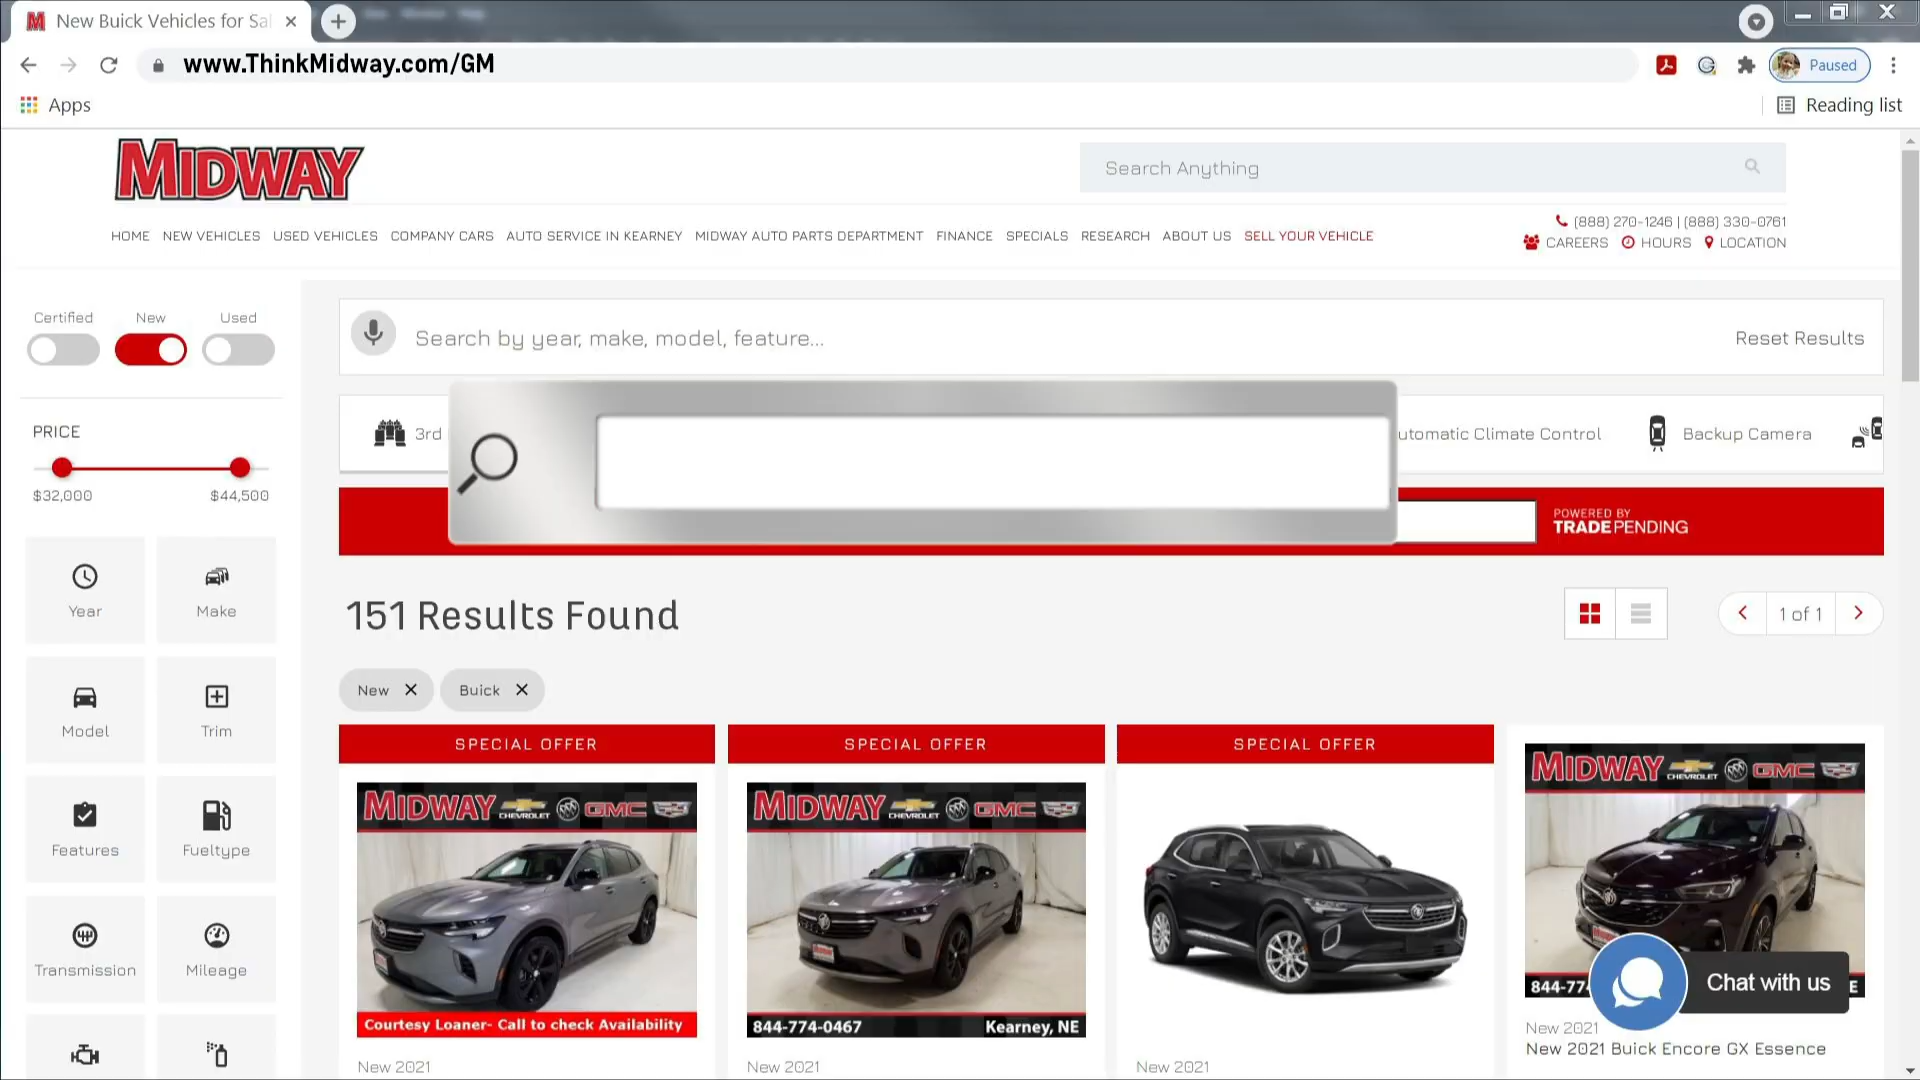 New Buick Vehicles for Sal
www.ThinkMidway.com/GM
Paused
Apps
Reading list
MIDWAY
Search Anything
(888) 270-1246 | (888) 330-0761
HOME NEW VEHICLES USED VEHICLES COMPANY CARS AUTO SERVICE IN KEARNEY MIDWAY AUTO PARTS DEPARTMENT FINANCE SPECIALS RESEARCH ABOUT US SELL YOUR VEHICLE
CAREERS HOURS LOCATION
Certified New Used
Search by year, make, model, feature...
Reset Results
PRICE
$32,000 $44,500
3rd
utomatic Climate Control
Backup Camera
POWERED BY
TRADEPENDING
Year Make
Model Trim
Features Fueltype
Transmission Mileage
151 Results Found
1 of 1
New Buick
SPECIAL OFFER SPECIAL OFFER SPECIAL OFFER
MIDWAY CHEVROLET GMC
Courtesy Loaner- Call to check Availability
New 2021
MIDWAY CHEVROLET GMC
844-774-0467 Kearney, NE
New 2021
New 2021
MIDWAY CHEVROLET GMC
844-77 E
Chat with us
New 2021
New 2021 Buick Encore GX Essence